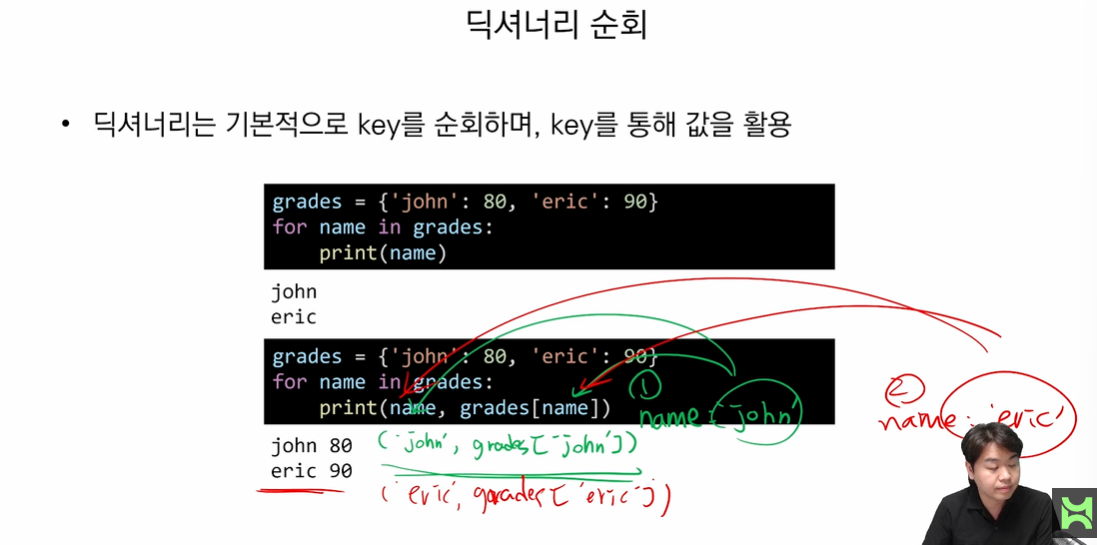 딕셔너리 순회
• 딕셔너리는 기본적으로 key를 순회하며, key를 통해 값을 활용
grades = {'john': 80, 'eric': 90}
for name in grades:
    print(name)
john
eric
grades = {'john': 80, 'eric': 90}
for name in grades:
    print(name, grades[name])
① name = 'john'
② name = 'eric'
john 80
('john', grades['john'])
eric 90
('eric', grades['eric'])